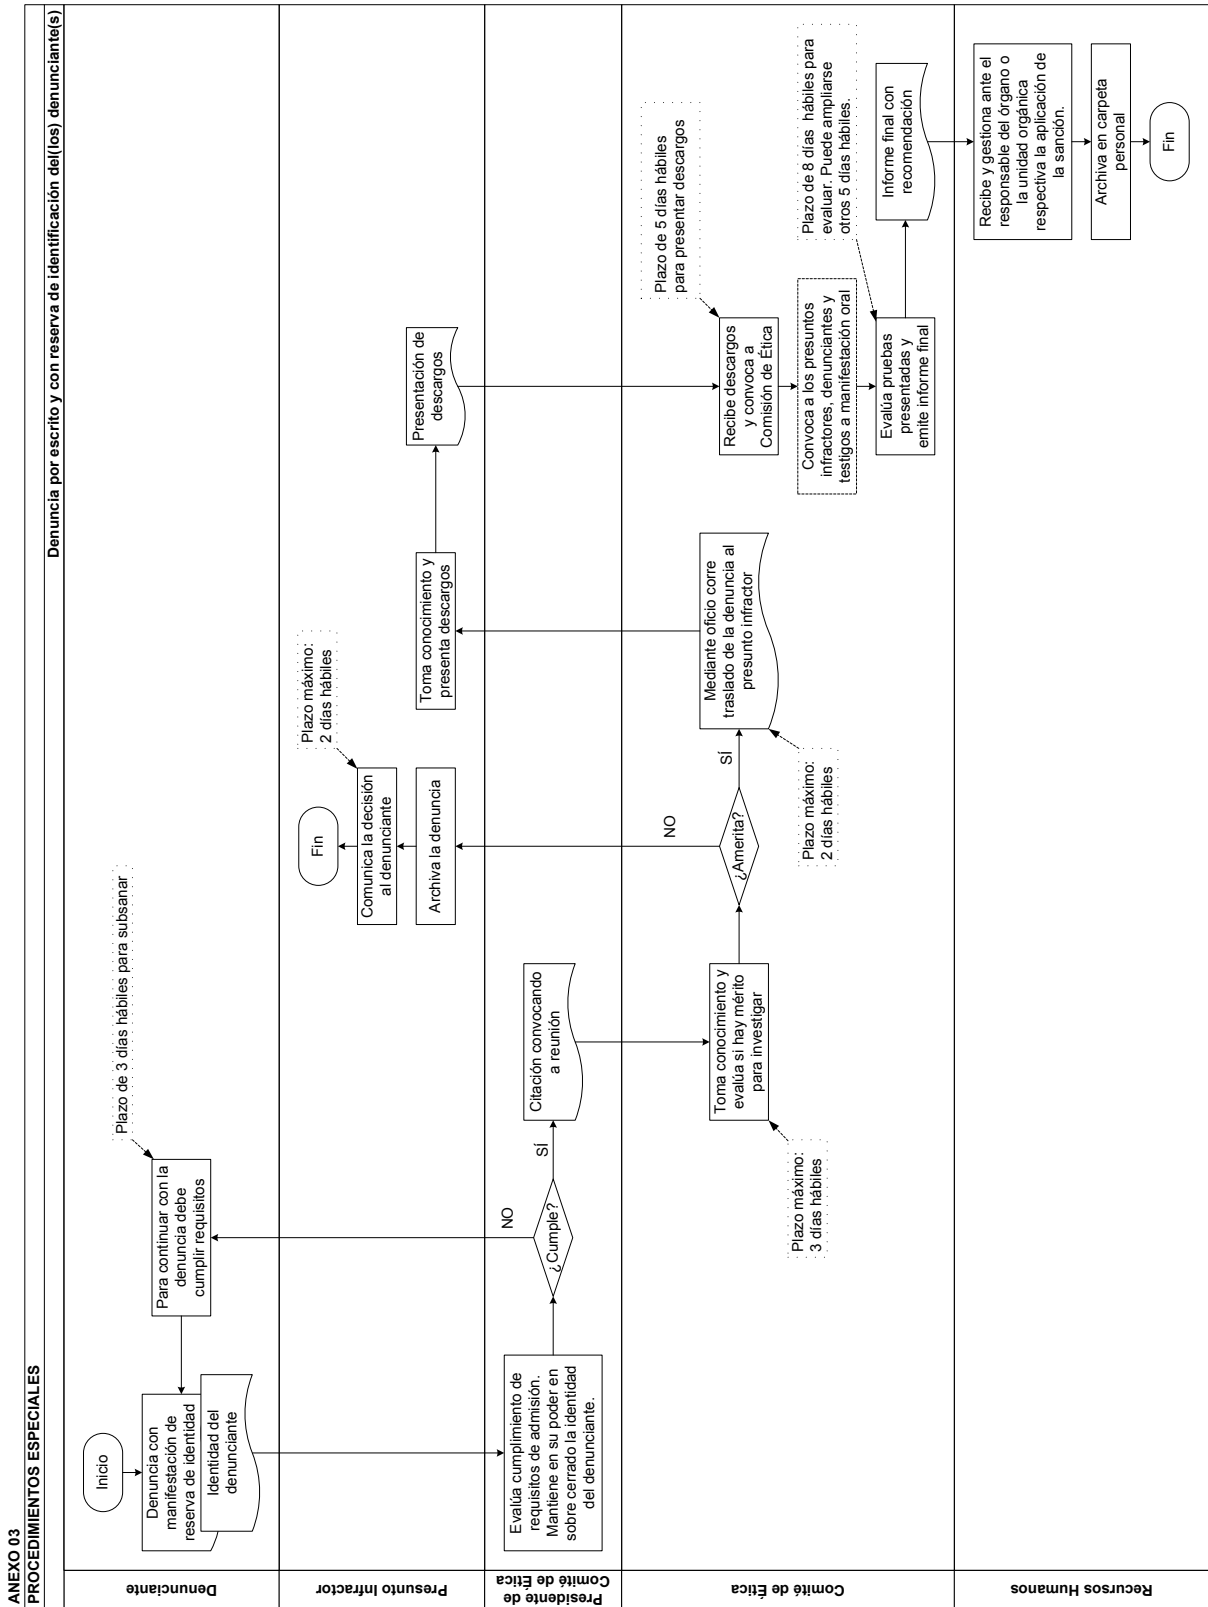 ANEXO 03
PROCEDIMIENTOS ESPECIALES
Denuncia por escrito y con reserva de identificación del(los) denunciante(s)
Denunciante
Inicio
Denuncia con
manifestación de
reserva de identidad
Identidad del
denunciante
Para continuar con la
denuncia debe
cumplir requisitos
Plazo de 3 días hábiles para subsanar
Presunto Infractor
Fin
Comunica la decisión
al denunciante
Archiva la denuncia
Plazo máximo:
2 días hábiles
Toma conocimiento y
presenta descargos
Presentación de
descargos
Presidente de
Comité de Ética
Evalúa cumplimiento de
requisitos de admisión.
Mantiene en su poder en
sobre cerrado la identidad
del denunciante.
¿Cumple?
NO
SÍ
Citación convocando
a reunión
Comité de Ética
Toma conocimiento y
evalúa si hay mérito
para investigar
Plazo máximo:
3 días hábiles
¿Amerita?
NO
SÍ
Mediante oficio corre
traslado de la denuncia al
presunto infractor
Plazo máximo:
2 días hábiles
Recibe descargos
y convoca a
Comisión de Ética
Plazo de 5 días hábiles
para presentar descargos
Convoca a los presuntos
infractores, denunciantes y
testigos a manifestación oral
Evalúa pruebas
presentadas y
emite informe final
Plazo de 8 días hábiles para
evaluar. Puede ampliarse
otros 5 días hábiles.
Informe final con
recomendación
Recursos Humanos
Recibe y gestiona ante el
responsable del órgano o
la unidad orgánica
respectiva la aplicación de
la sanción.
Archiva en carpeta
personal
Fin